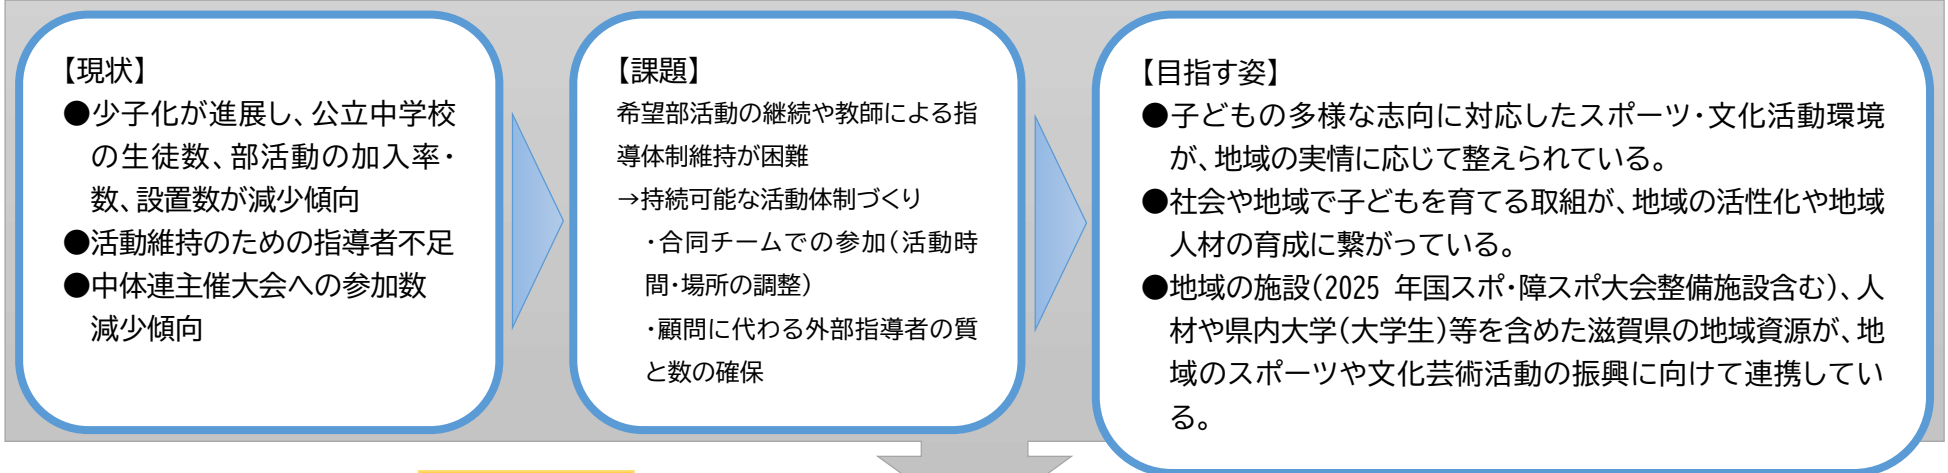 【現状】
●少子化が進展し、公立中学校
の生徒数、部活動の加入率・
数、設置数が減少傾向
●活動維持のための指導者不足
●中体連主催大会への参加数
減少傾向
【課題】
希望部活動の継続や教師による指
導体制維持が困難
→持続可能な活動体制づくり
・合同チームでの参加（活動時
間・場所の調整）
・顧問に代わる外部指導者の質
と数の確保
【目指す姿】
●子どもの多様な志向に対応したスポーツ・文化活動環境
が、地域の実情に応じて整えられている。
●社会や地域で子どもを育てる取組が、地域の活性化や地域
人材の育成に繋がっている。
●地域の施設（2025 年国スポ・障スポ大会整備施設含む）、人
材や県内大学（大学生）等を含めた滋賀県の地域資源が、地
域のスポーツや文化芸術活動の振興に向けて連携してい
る。